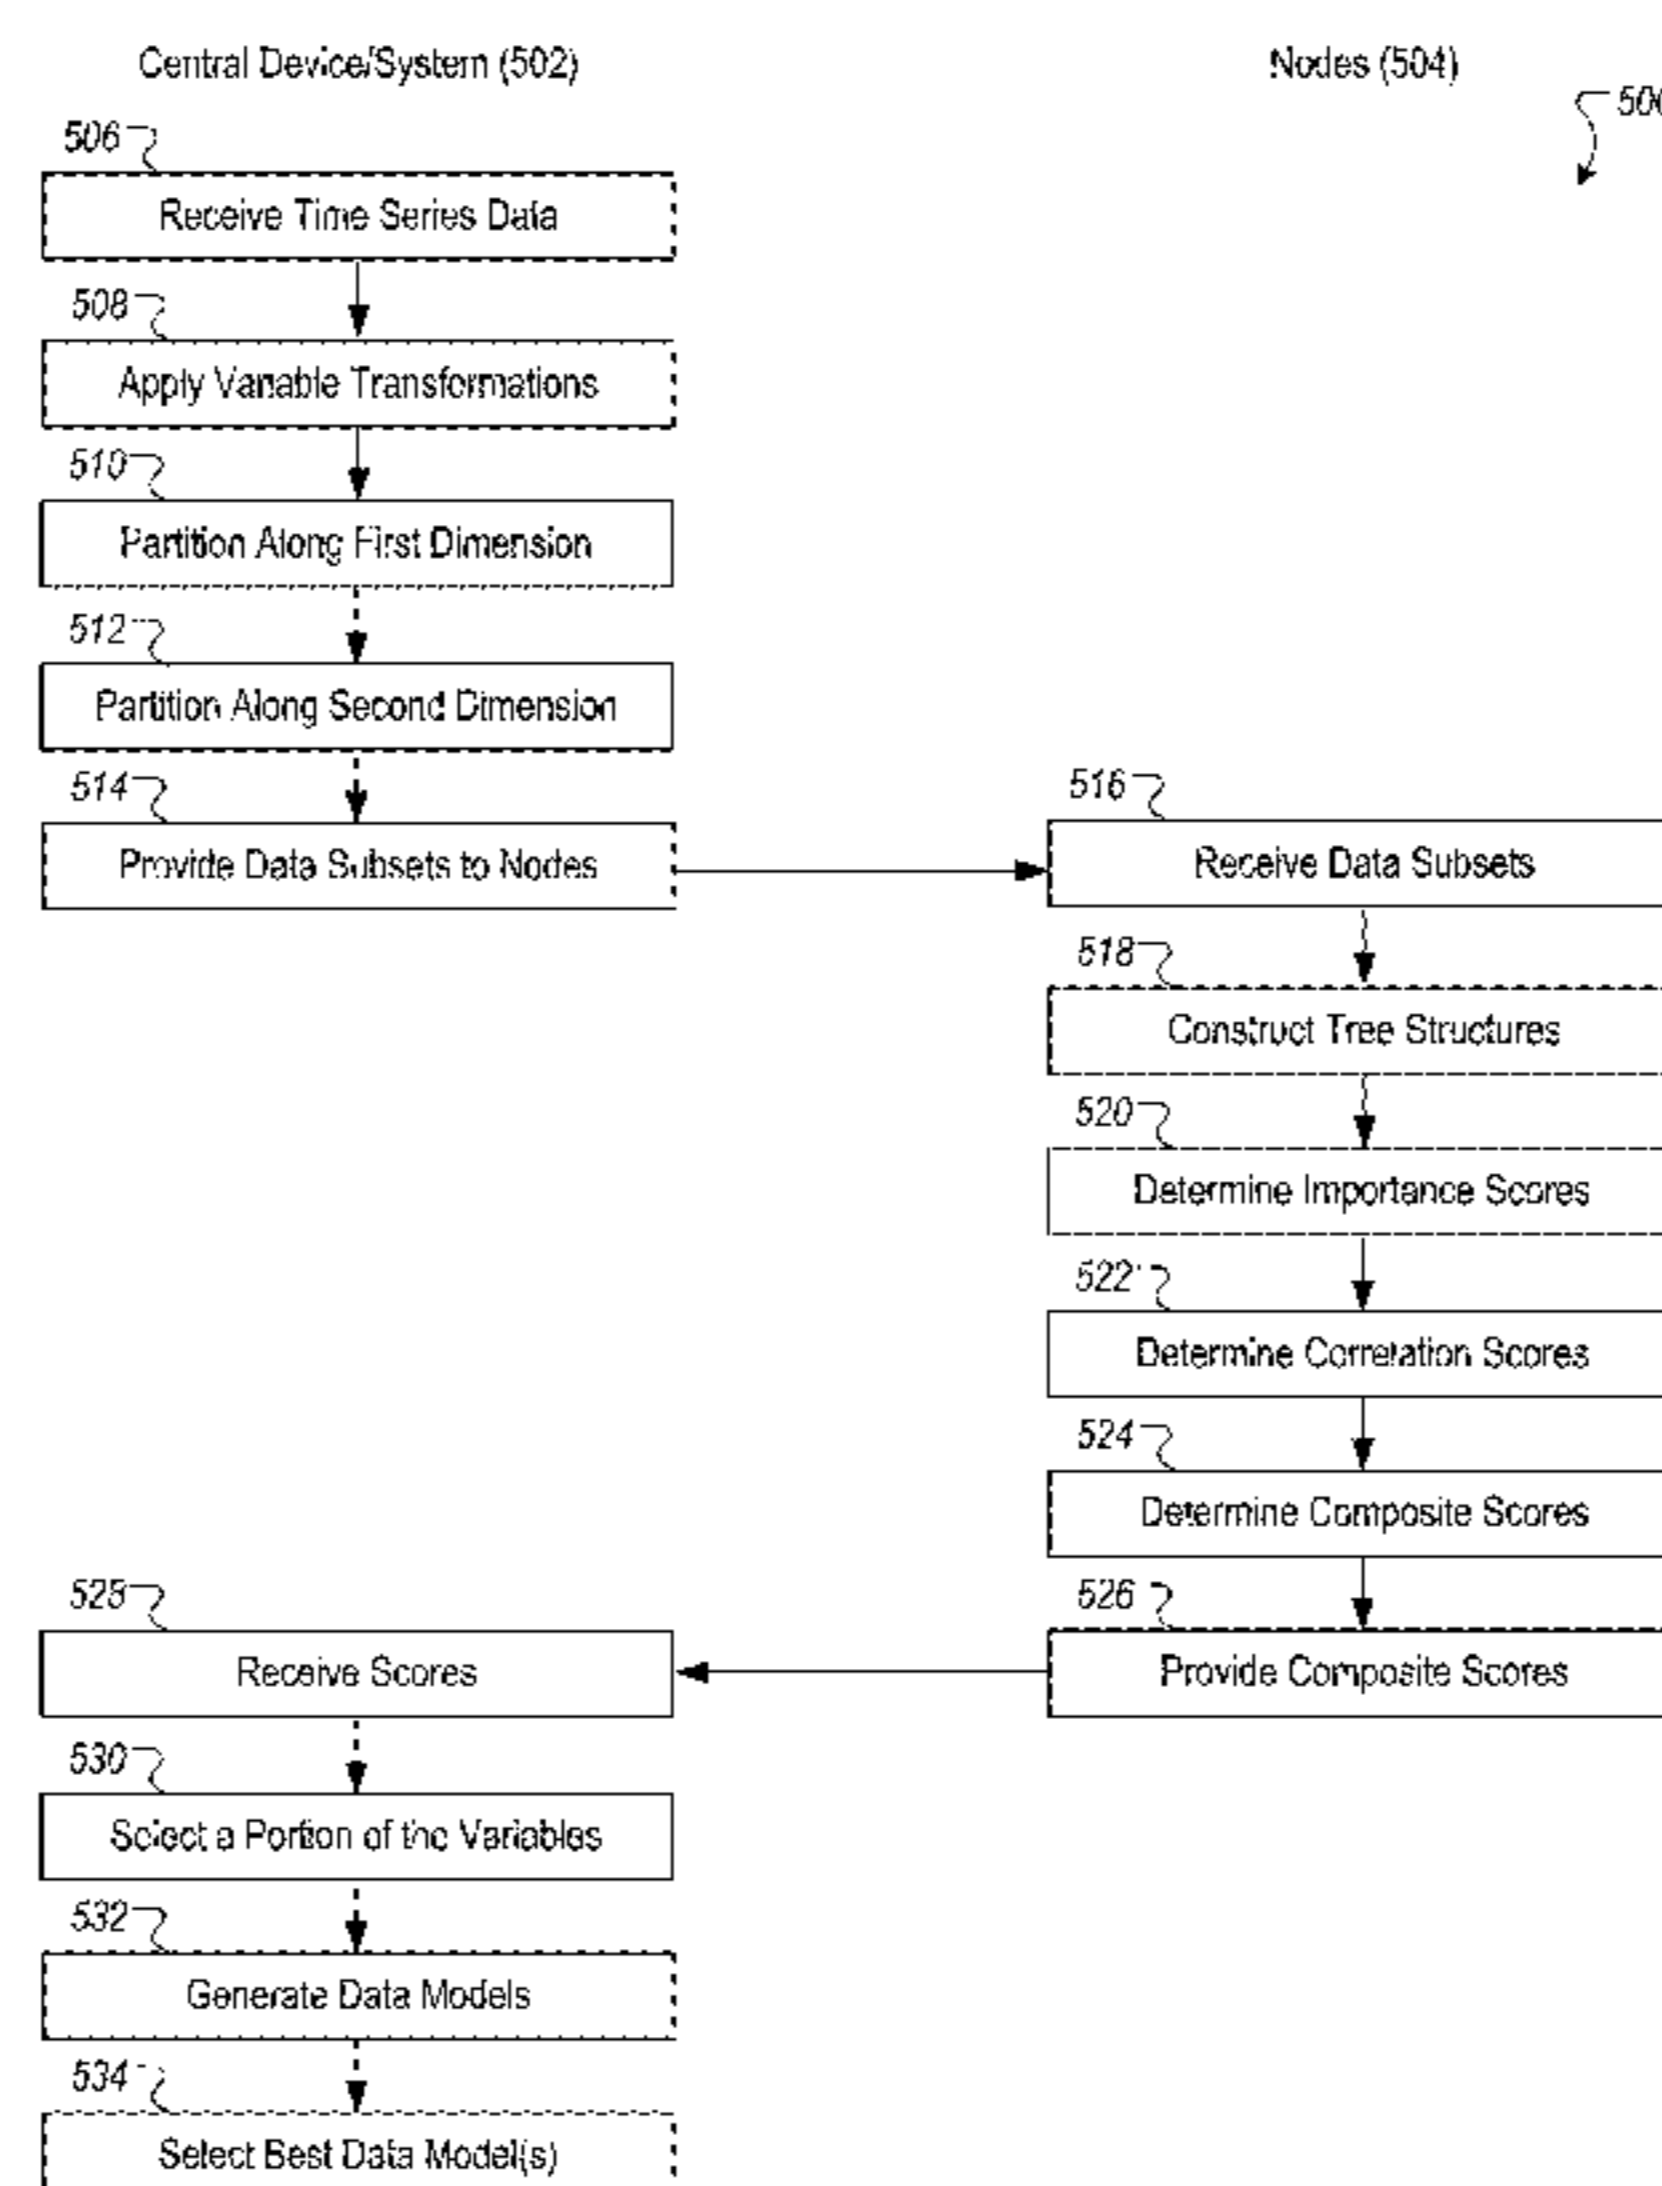 Central Device/System (502)
Nodes (504)
500
506
Receive Time Series Data
508
Apply Variable Transformations
510
Partition Along First Dimension
512
Partition Along Second Dimension
514
Provide Data Subsets to Nodes
516
Receive Data Subsets
518
Construct Tree Structures
520
Determine Importance Scores
522
Determine Correlation Scores
524
Determine Composite Scores
526
Provide Composite Scores
528
Receive Scores
530
Select a Portion of the Variables
532
Generate Data Models
534
Select Best Data Model(s)